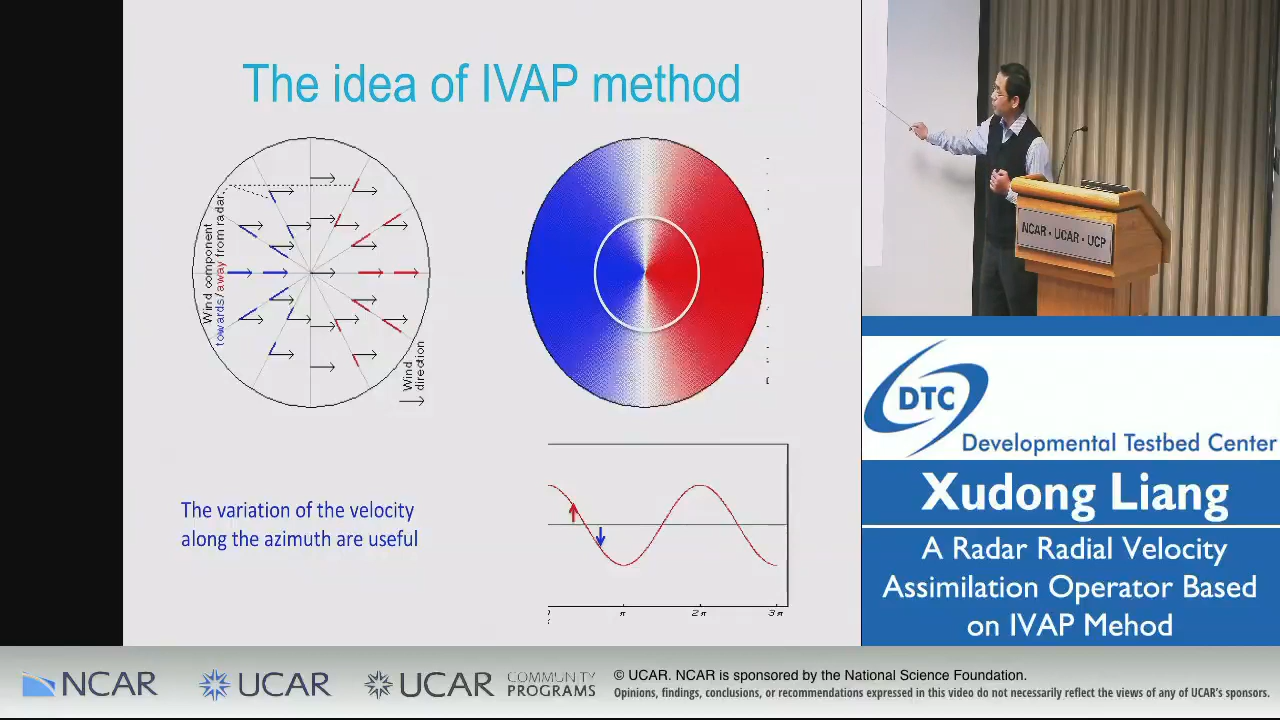 The idea of IVAP method
Wind component
towards/away from radar
Wind
direction
The variation of the velocity
along the azimuth are useful
π
2π
3π
NCAR • UCAR • UCP
DTC
Developmental Testbed Center
Xudong Liang
A Radar Radial Velocity
Assimilation Operator Based
on IVAP Mehod
NCAR
UCAR
UCAR
COMMUNITY
PROGRAMS
© UCAR. NCAR is sponsored by the National Science Foundation.
Opinions, findings, conclusions, or recommendations expressed in this video do not necessarily reflect the views of any of UCAR's sponsors.